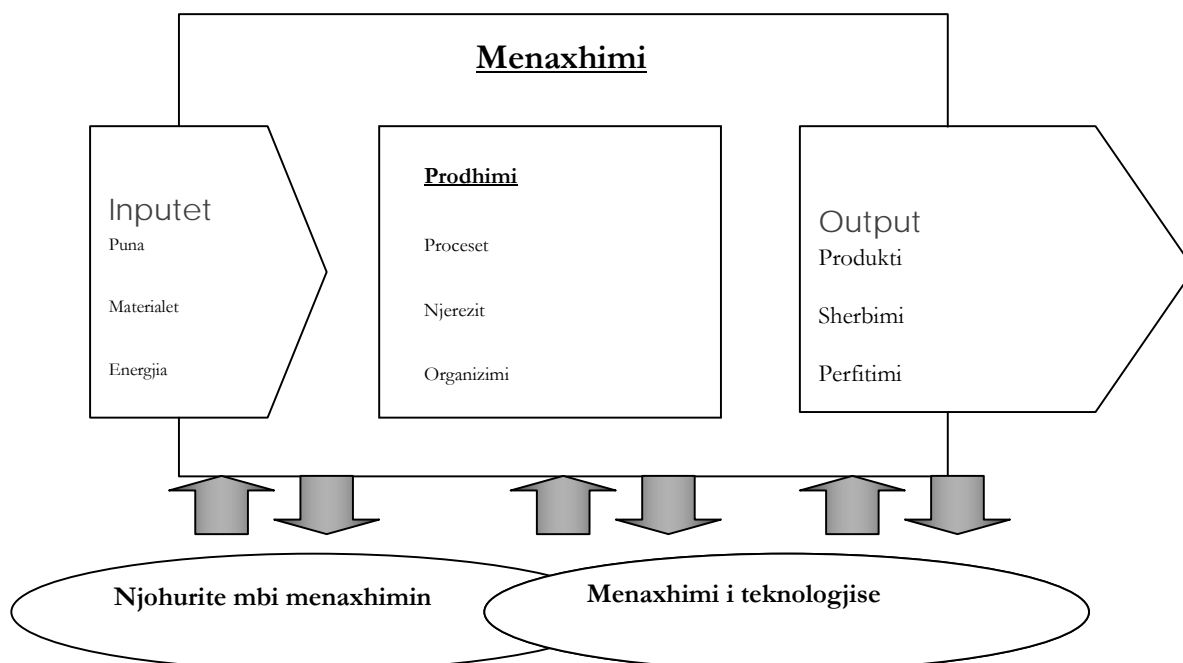 Menaxhimi
Inputet
Puna
Materialet
Energjia
Prodhimi
Proceset
Njerezit
Organizimi
Output
Produkti
Sherbimi
Perfitimi
Njohurite mbi menaxhimin
Menaxhimi i teknologjise